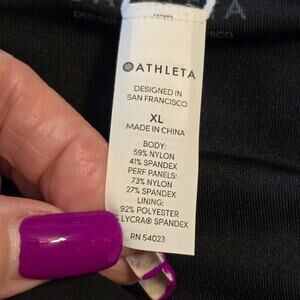 ATHLETA
DESIGNED IN
SAN FRANCISCO
XL
MADE IN CHINA
BODY:
59% NYLON
41% SPANDEX
PERF PANELS:
73% NYLON
27% SPANDEX
LINING:
92% POLYESTER
% LYCRA® SPANDEX
RN 54023